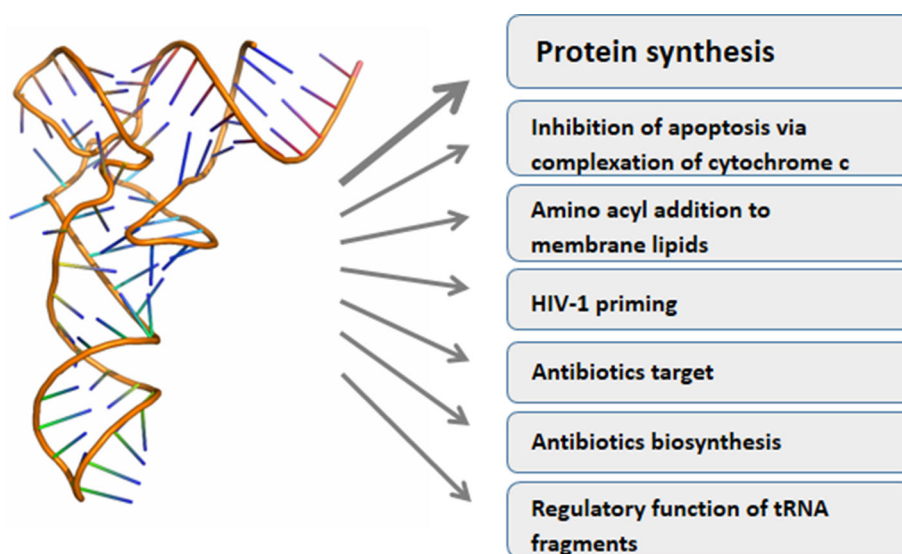 Protein synthesis
Inhibition of apoptosis via
complexation of cytochrome c
Amino acyl addition to
membrane lipids
HIV-1 priming
Antibiotics target
Antibiotics biosynthesis
Regulatory function of tRNA
fragments